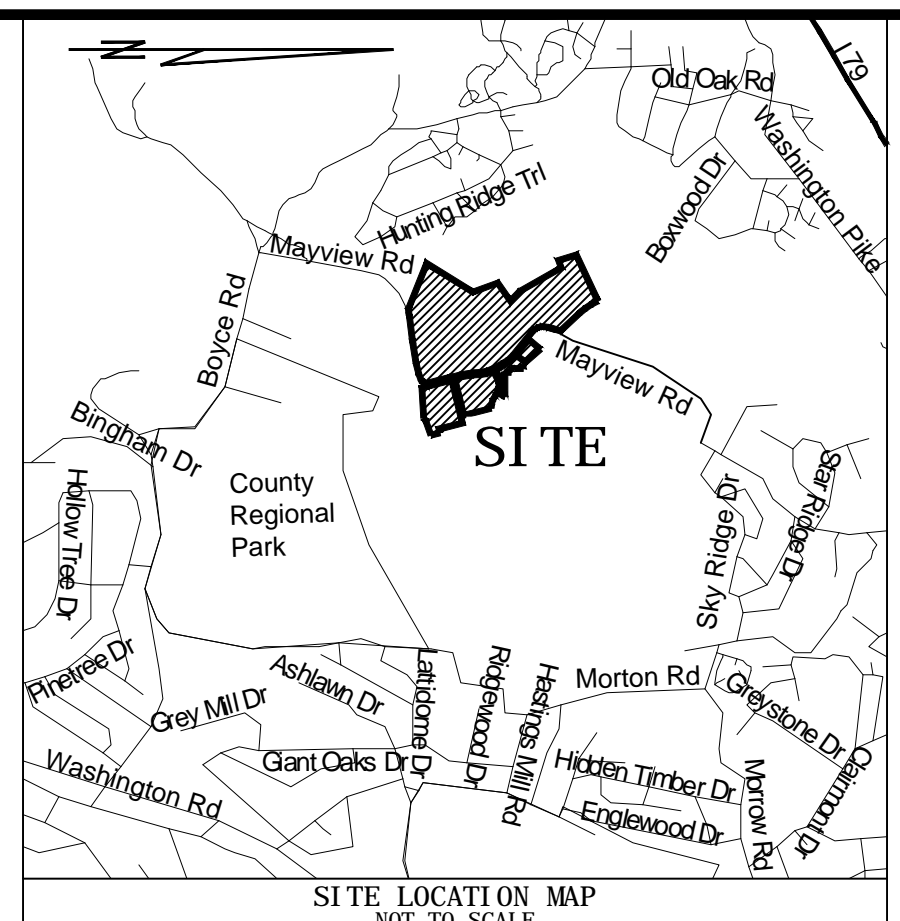 I 79
Old Oak Rd
Washington Pike
Boxwood Dr
Hunting Ridge Trl
Mayview Rd
Boyce Rd
Mayview Rd
Bingham Dr
SITE
County
Regional
Park
Hollow Tree Dr
Star Ridge Dr
Sky Ridge Dr
Pinetree Dr
Ashlawn Dr
Lattidome Dr
Ridgewood Dr
Hastings Mill Rd
Morton Rd
Greystone Dr
Grey Mill Dr
Giant Oaks Dr
Washington Rd
Hidden Timber Dr
Englewood Dr
Morrow Rd
Clairmont Dr
SITE LOCATION MAP
NOT TO SCALE